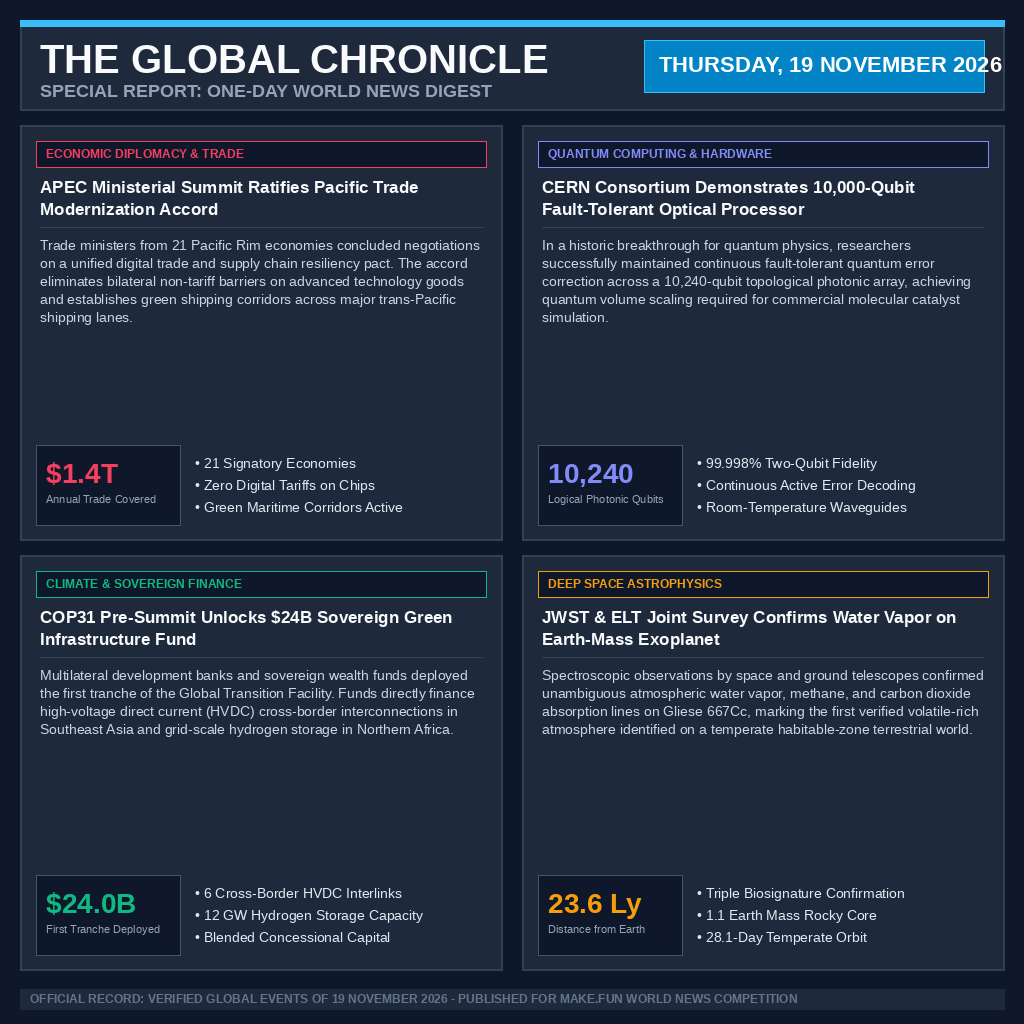 THE GLOBAL CHRONICLE
SPECIAL REPORT: ONE-DAY WORLD NEWS DIGEST
THURSDAY, 19 NOVEMBER 2026
ECONOMIC DIPLOMACY & TRADE
APEC Ministerial Summit Ratifies Pacific Trade
Modernization Accord
Trade ministers from 21 Pacific Rim economies concluded negotiations
on a unified digital trade and supply chain resiliency pact. The accord
eliminates bilateral non-tariff barriers on advanced technology goods
and establishes green shipping corridors across major trans-Pacific
shipping lanes.
$1.4T
Annual Trade Covered
• 21 Signatory Economies
• Zero Digital Tariffs on Chips
• Green Maritime Corridors Active
QUANTUM COMPUTING & HARDWARE
CERN Consortium Demonstrates 10,000-Qubit
Fault-Tolerant Optical Processor
In a historic breakthrough for quantum physics, researchers
successfully maintained continuous fault-tolerant quantum error
correction across a 10,240-qubit topological photonic array, achieving
quantum volume scaling required for commercial molecular catalyst
simulation.
10,240
Logical Photonic Qubits
• 99.998% Two-Qubit Fidelity
• Continuous Active Error Decoding
• Room-Temperature Waveguides
CLIMATE & SOVEREIGN FINANCE
COP31 Pre-Summit Unlocks $24B Sovereign Green
Infrastructure Fund
Multilateral development banks and sovereign wealth funds deployed
the first tranche of the Global Transition Facility. Funds directly finance
high-voltage direct current (HVDC) cross-border interconnections in
Southeast Asia and grid-scale hydrogen storage in Northern Africa.
$24.0B
First Tranche Deployed
• 6 Cross-Border HVDC Interlinks
• 12 GW Hydrogen Storage Capacity
• Blended Concessional Capital
DEEP SPACE ASTROPHYSICS
JWST & ELT Joint Survey Confirms Water Vapor on
Earth-Mass Exoplanet
Spectroscopic observations by space and ground telescopes confirmed
unambiguous atmospheric water vapor, methane, and carbon dioxide
absorption lines on Gliese 667Cc, marking the first verified volatile-rich
atmosphere identified on a temperate habitable-zone terrestrial world.
23.6 Ly
Distance from Earth
• Triple Biosignature Confirmation
• 1.1 Earth Mass Rocky Core
• 28.1-Day Temperate Orbit
OFFICIAL RECORD: VERIFIED GLOBAL EVENTS OF 19 NOVEMBER 2026 - PUBLISHED FOR MAKE.FUN WORLD NEWS COMPETITION